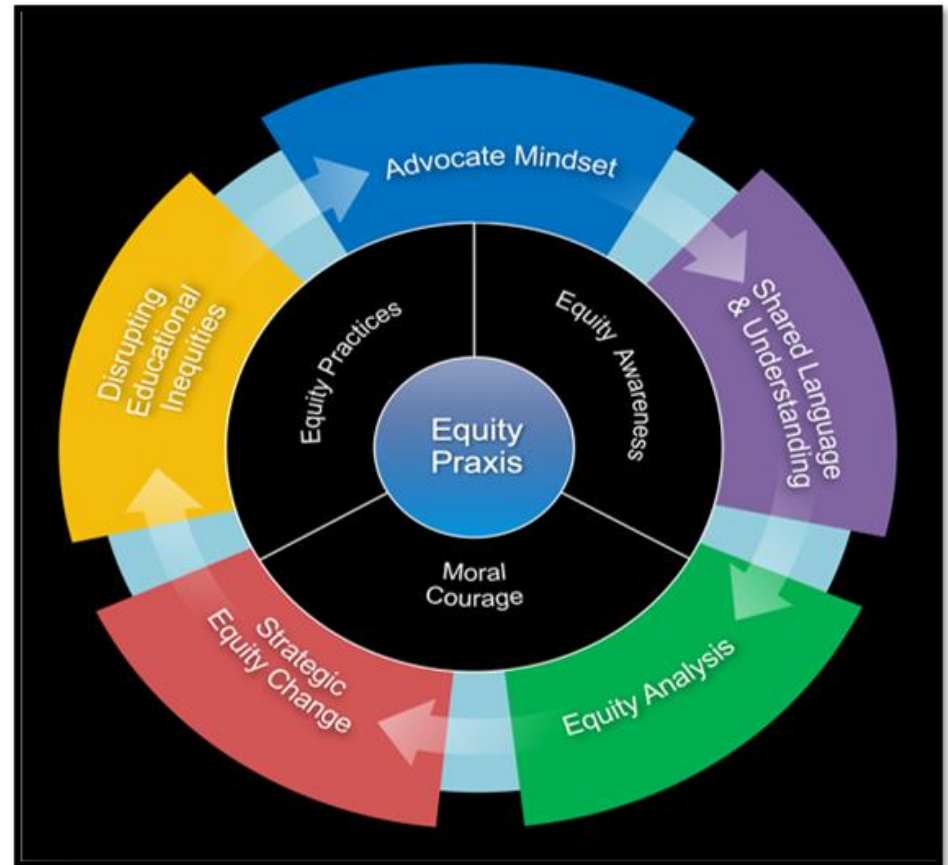 Advocate Mindset
Shared Language
& Understanding
Equity Analysis
Strategic
Equity Change
Disrupting
Educational
Inequities
Equity Practices
Equity Awareness
Moral
Courage
Equity
Praxis